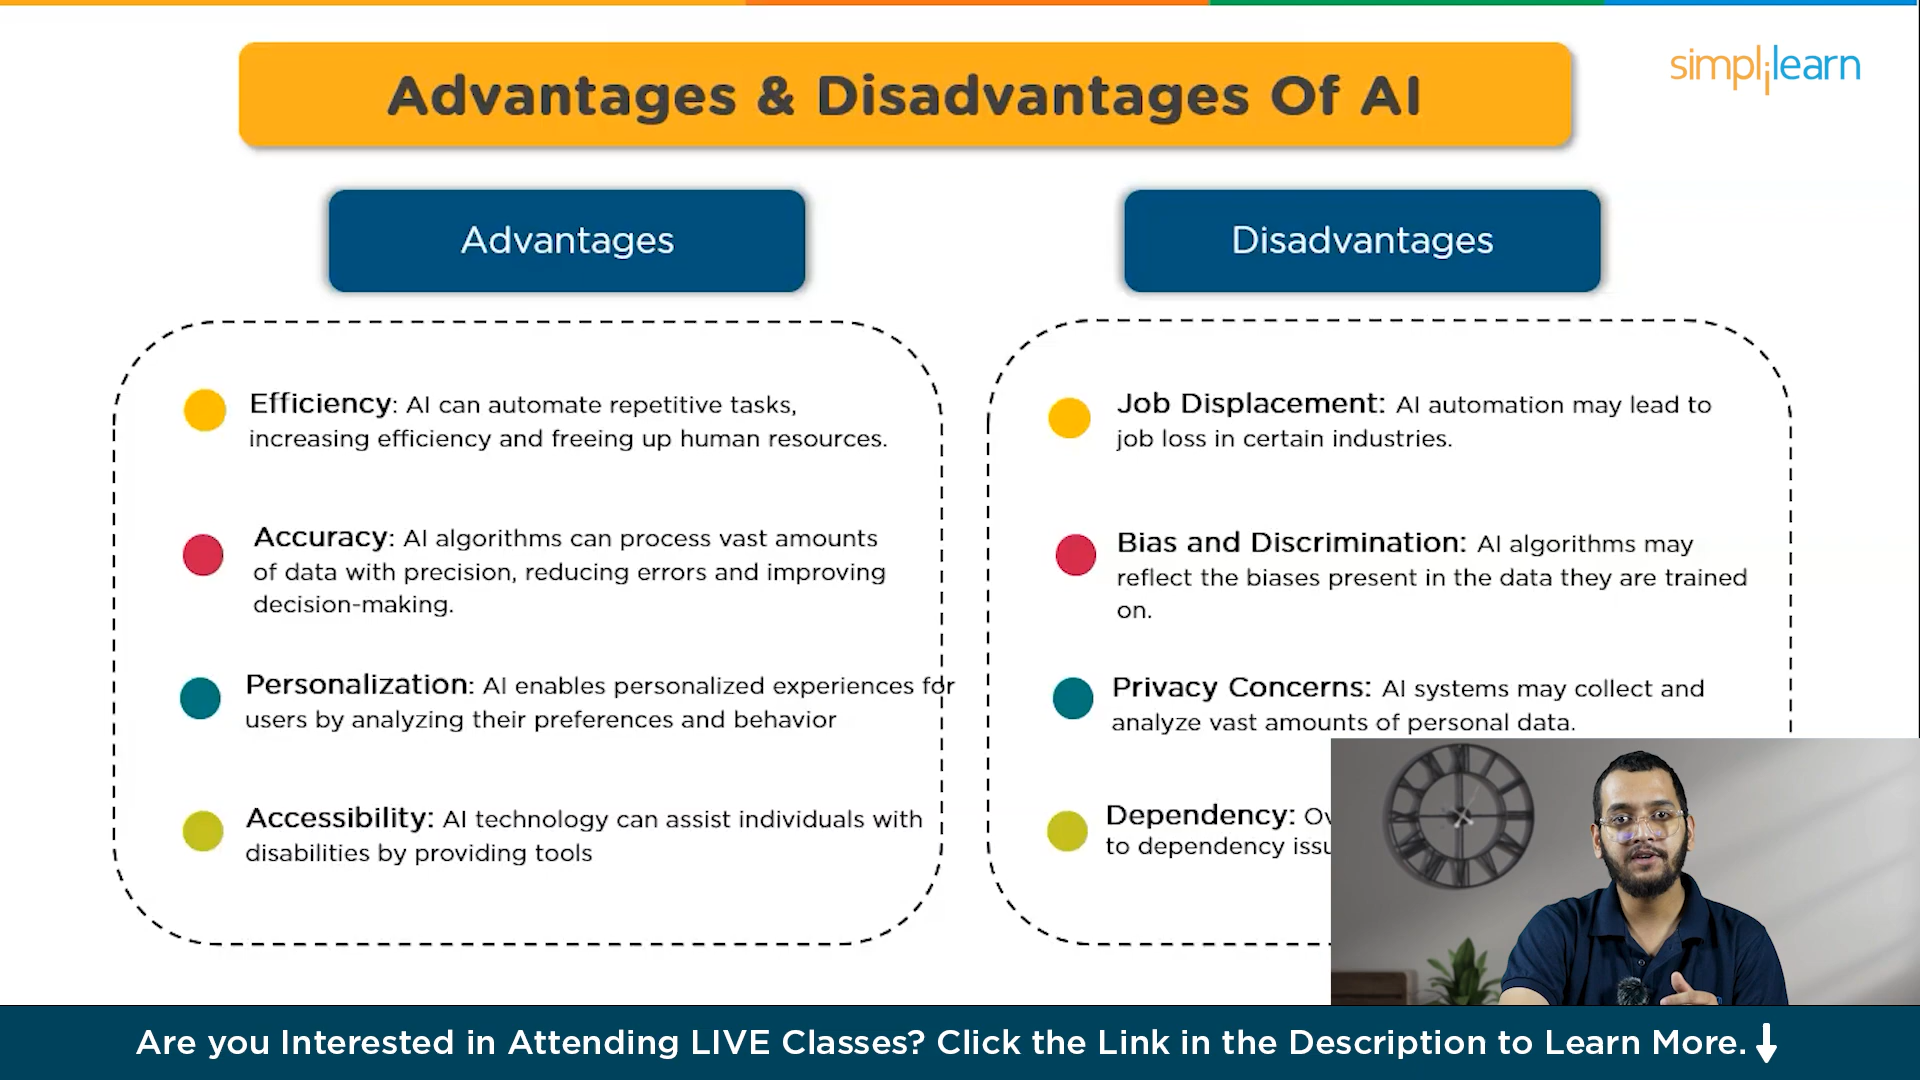 simplilearn
Advantages & Disadvantages Of AI
Advantages
Efficiency: AI can automate repetitive tasks,
increasing efficiency and freeing up human resources.
Accuracy: AI algorithms can process vast amounts
of data with precision, reducing errors and improving
decision-making.
Personalization: AI enables personalized experiences for
users by analyzing their preferences and behavior
Accessibility: AI technology can assist individuals with
disabilities by providing tools
Disadvantages
Job Displacement: AI automation may lead to
job loss in certain industries.
Bias and Discrimination: AI algorithms may
reflect the biases present in the data they are trained
on.
Privacy Concerns: AI systems may collect and
analyze vast amounts of personal data.
Dependency:
to dependency
Are you Interested in Attending LIVE Classes? Click the Link in the Description to Learn More.